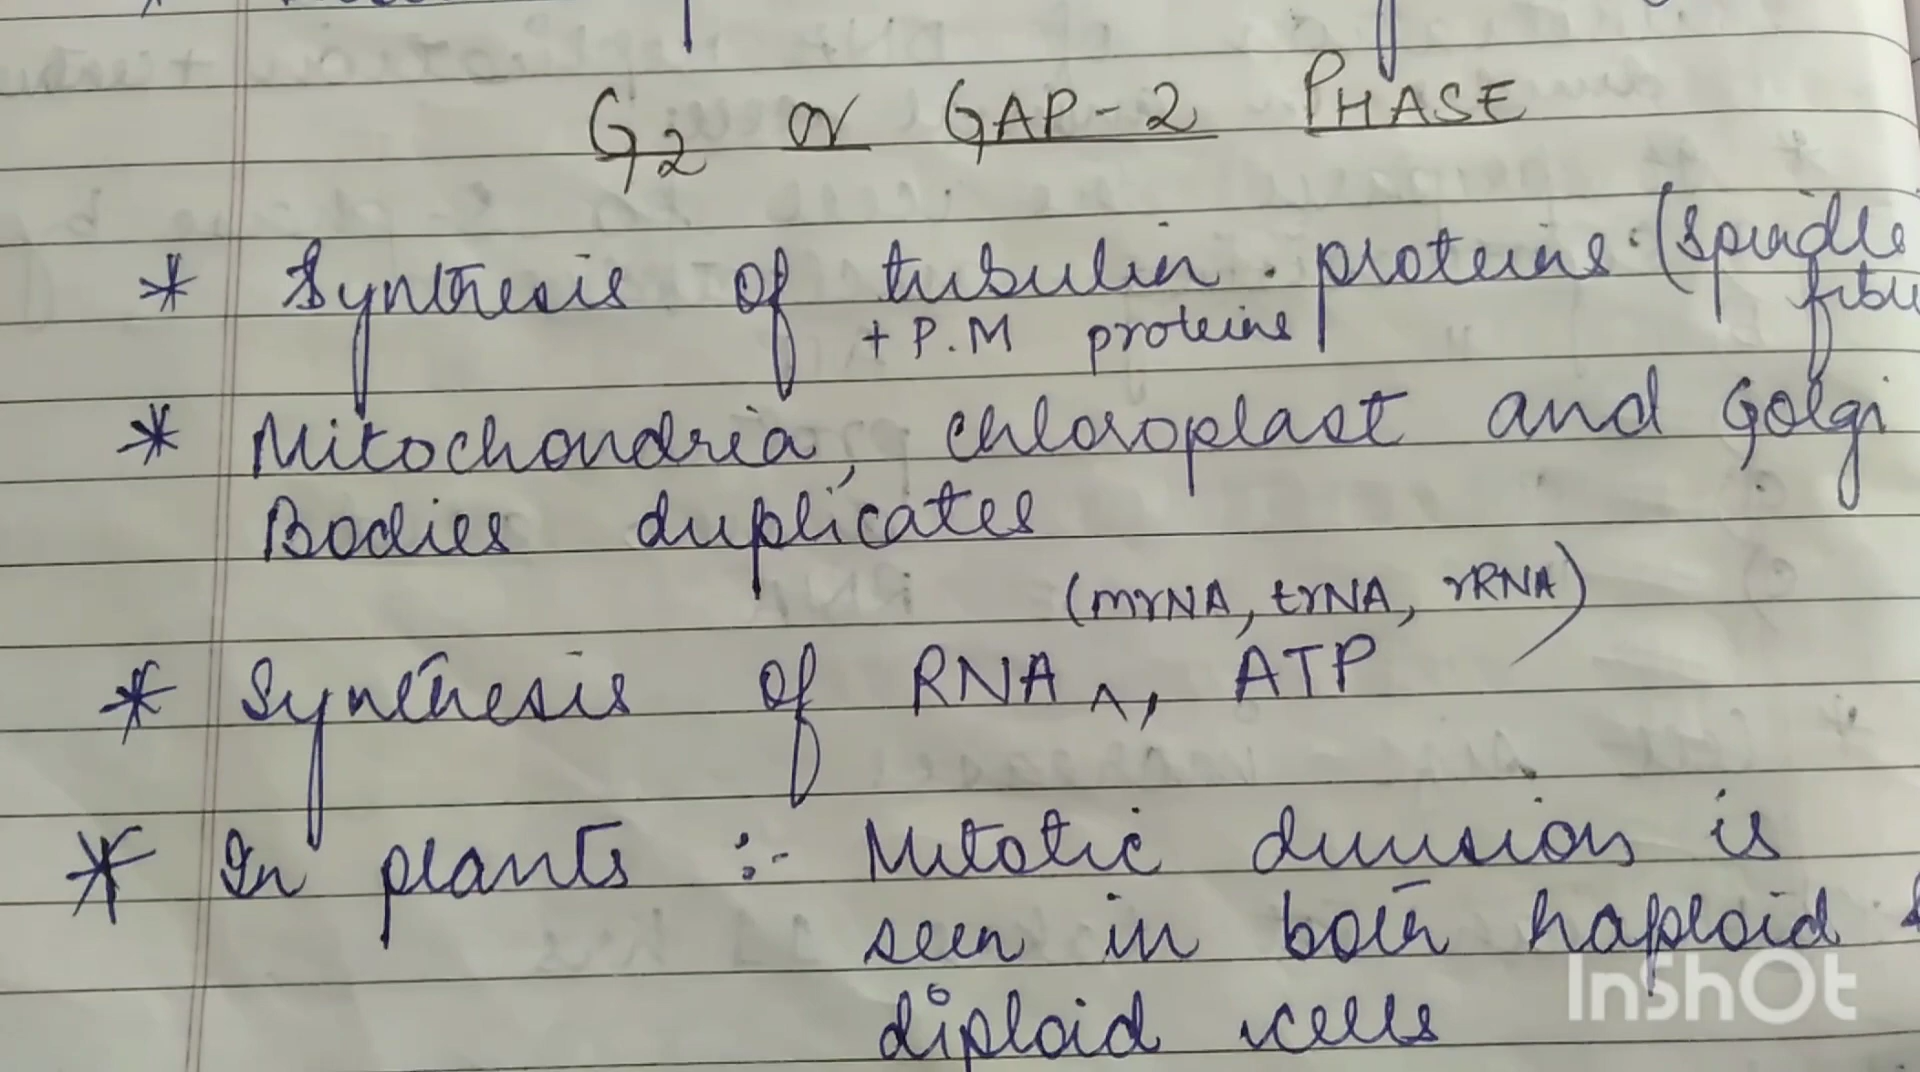 G2 or GAP-2 PHASE
* Synthesis of tubulin. proteins. (Spindle
+ P.M proteins fibr
* Mitochondria, chloroplast and Golgi
Bodies duplicates
(mrNA, trNA, rRNA)
* Synthesis of RNA ^, ATP
* In plants :- Mitotic division is
seen in both haploid &
diploid cells
InShOt